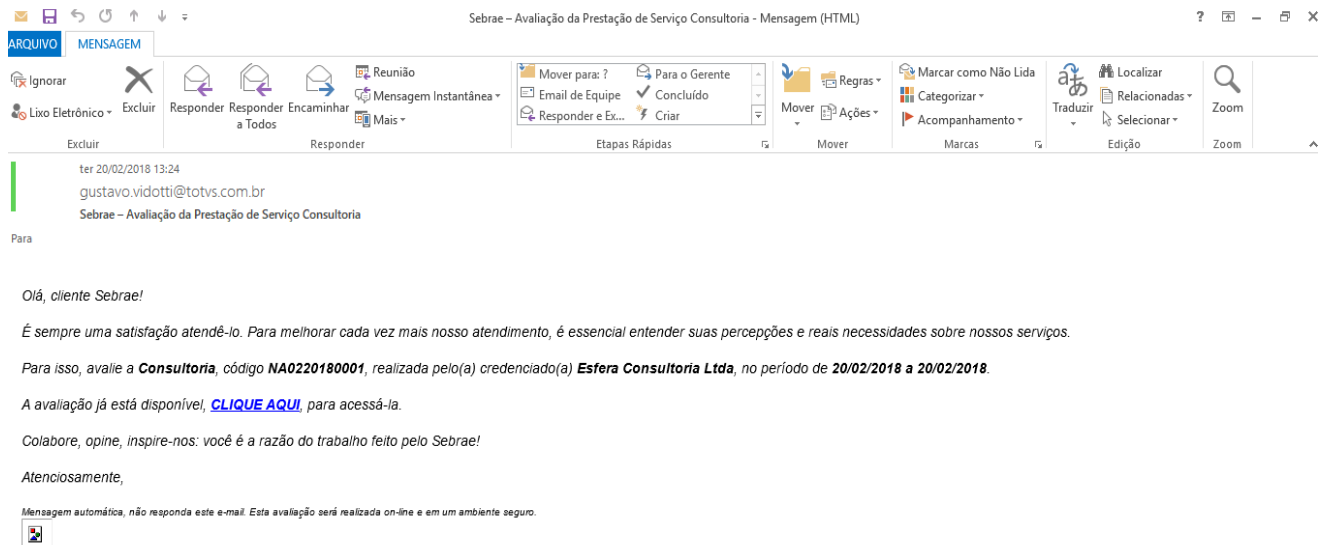 Sebrae – Avaliação da Prestação de Serviço Consultoria - Mensagem (HTML)
ARQUIVO MENSAGEM
Ignorar
Lixo Eletrônico
Excluir
Responder
Responder a Todos
Encaminhar
Reunião
Mensagem Instantânea
Mais
Mover para: ?
Email de Equipe
Responder e Ex...
Para o Gerente
Concluído
Criar
Mover
Regras
Ações
Marcar como Não Lida
Categorizar
Acompanhamento
Traduzir
Localizar
Relacionadas
Selecionar
Zoom
Excluir Responder Etapas Rápidas Mover Marcas Edição Zoom
ter 20/02/2018 13:24
gustavo.vidotti@totvs.com.br
Sebrae – Avaliação da Prestação de Serviço Consultoria
Para
Olá, cliente Sebrae!
É sempre uma satisfação atendê-lo. Para melhorar cada vez mais nosso atendimento, é essencial entender suas percepções e reais necessidades sobre nossos serviços.
Para isso, avalie a Consultoria, código NA0220180001, realizada pelo(a) credenciado(a) Esfera Consultoria Ltda, no período de 20/02/2018 a 20/02/2018.
A avaliação já está disponível, CLIQUE AQUI, para acessá-la.
Colabore, opine, inspire-nos: você é a razão do trabalho feito pelo Sebrae!
Atenciosamente,
Mensagem automática, não responda este e-mail. Esta avaliação será realizada on-line e em um ambiente seguro.